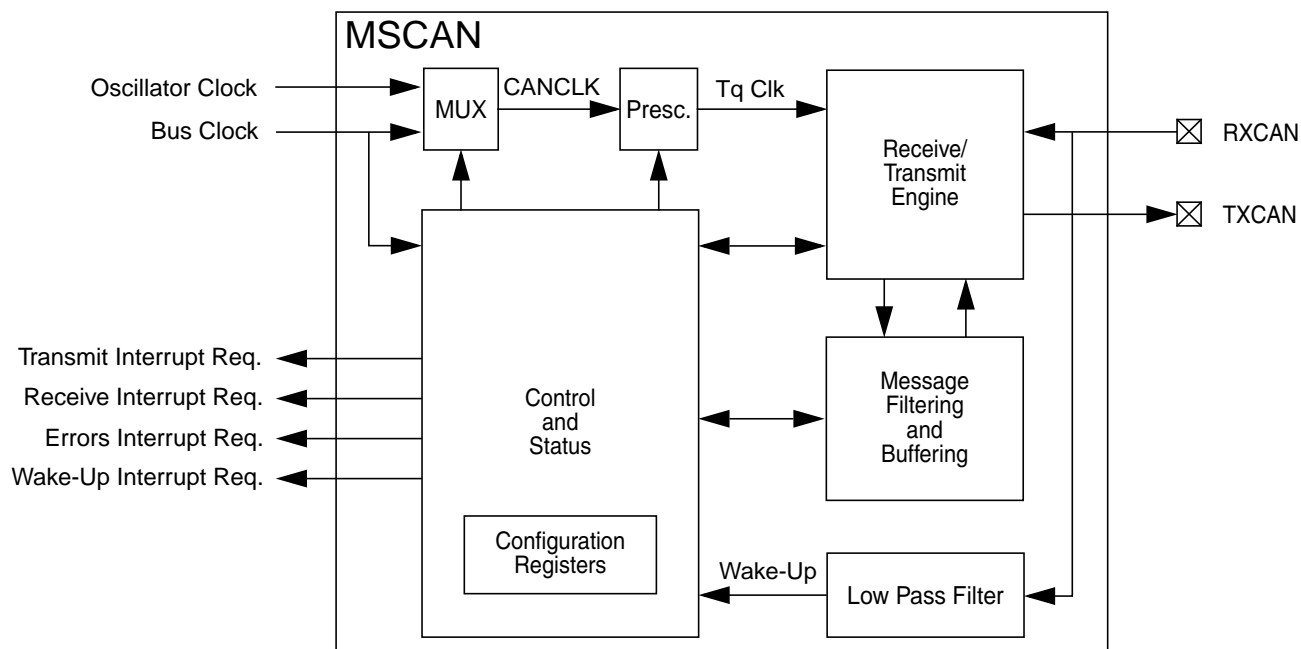 MSCAN
Oscillator Clock
Bus Clock
MUX
CANCLK
Presc.
Tq Clk
Receive/
Transmit
Engine
RXCAN
TXCAN
Transmit Interrupt Req.
Receive Interrupt Req.
Errors Interrupt Req.
Wake-Up Interrupt Req.
Control
and
Status
Message
Filtering
and
Buffering
Configuration
Registers
Wake-Up
Low Pass Filter